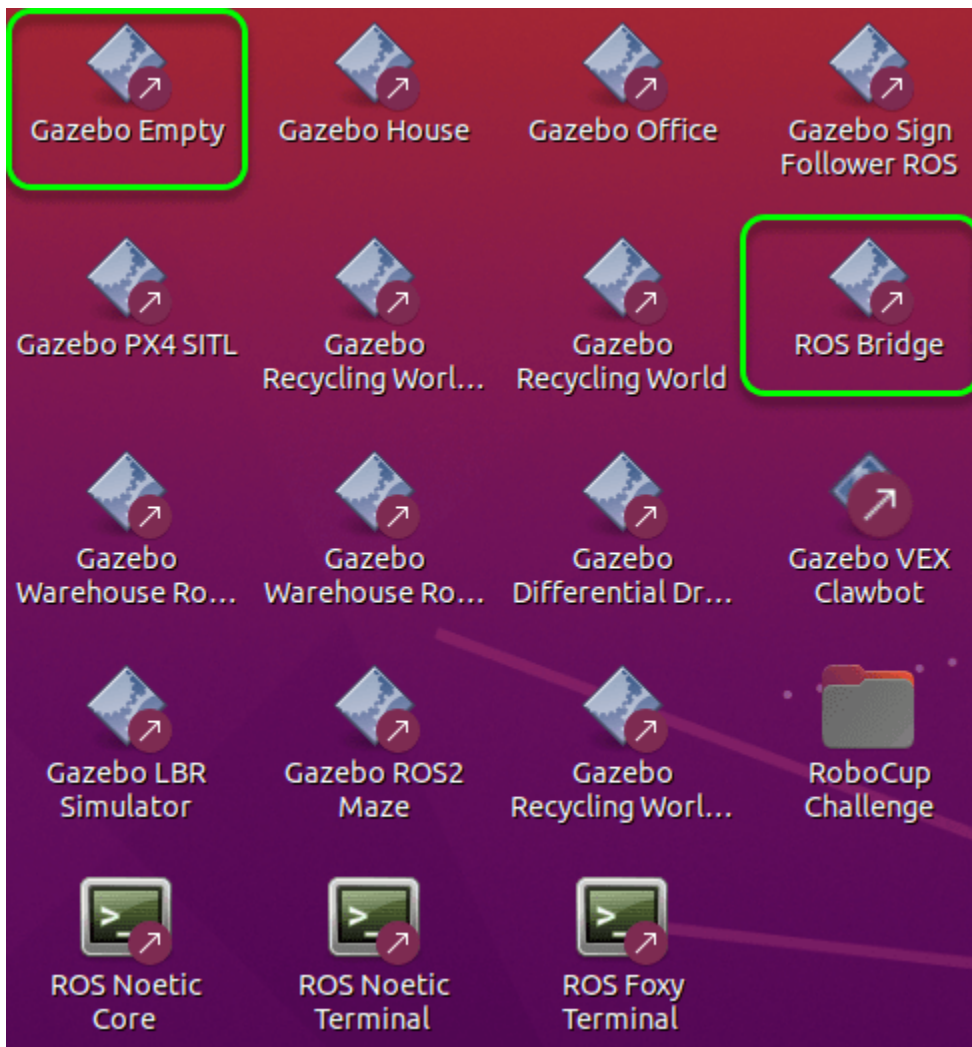 Gazebo Empty
Gazebo House
Gazebo Office
Gazebo Sign
Follower ROS
Gazebo PX4 SITL
Gazebo
Recycling Worl...
Gazebo
Recycling World
ROS Bridge
Gazebo
Warehouse Ro...
Gazebo
Warehouse Ro...
Gazebo
Differential Dr...
Gazebo VEX
Clawbot
Gazebo LBR
Simulator
Gazebo ROS2
Maze
Gazebo
Recycling Worl...
RoboCup
Challenge
>_
ROS Noetic
Core
>_
ROS Noetic
Terminal
>_
ROS Foxy
Terminal